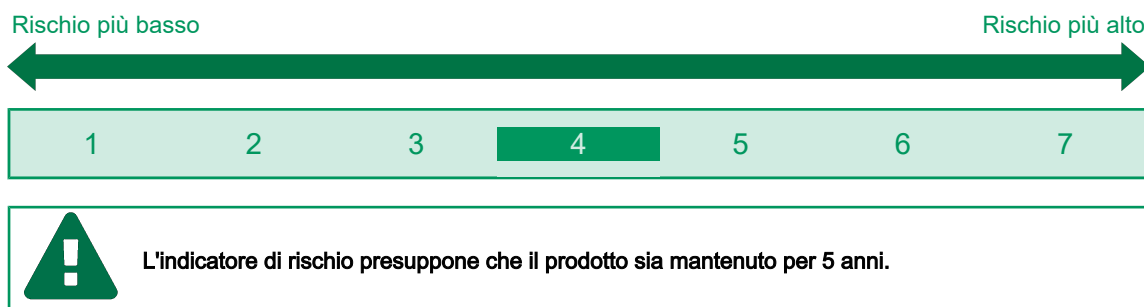 Rischio più basso Rischio più alto
1 2 3 4 5 6 7
L'indicatore di rischio presuppone che il prodotto sia mantenuto per 5 anni.